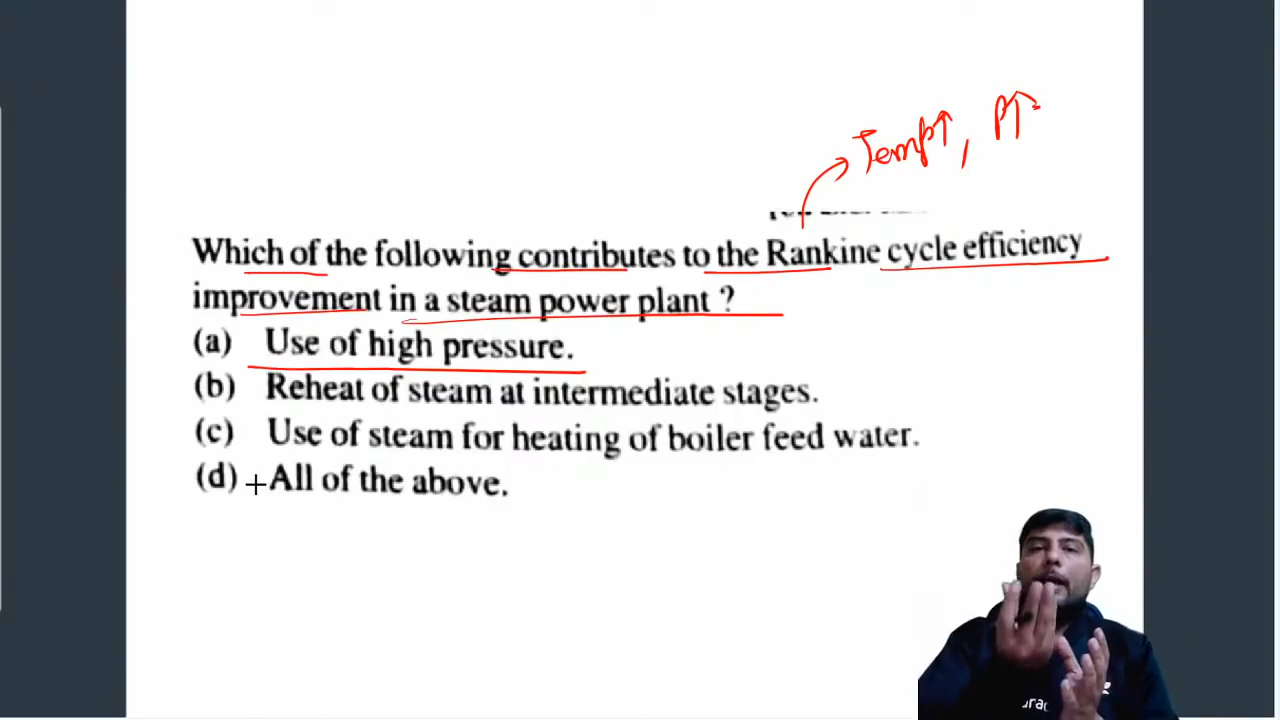 Temp↑, P↑
Which of the following contributes to the Rankine cycle efficiency
improvement in a steam power plant ?
(a) Use of high pressure.
(b) Reheat of steam at intermediate stages.
(c) Use of steam for heating of boiler feed water.
(d) All of the above.